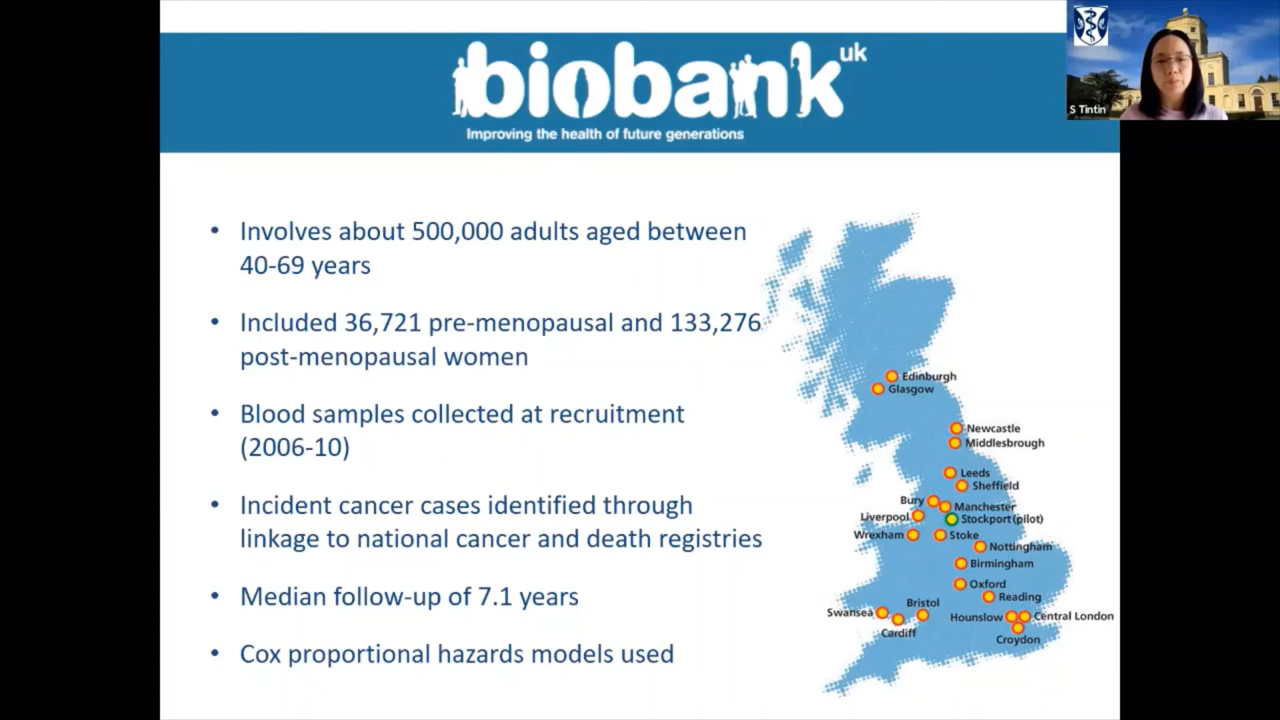 biobank uk
Improving the health of future generations
S Tintin
• Involves about 500,000 adults aged between
40-69 years
• Included 36,721 pre-menopausal and 133,276
post-menopausal women
• Blood samples collected at recruitment
(2006-10)
• Incident cancer cases identified through
linkage to national cancer and death registries
• Median follow-up of 7.1 years
• Cox proportional hazards models used
Edinburgh
Glasgow
Newcastle
Middlesbrough
Leeds
Sheffield
Bury
Manchester
Liverpool
Stockport (pilot)
Wrexham
Stoke
Nottingham
Birmingham
Oxford
Reading
Bristol
Swansea
Hounslow
Central London
Cardiff
Croydon